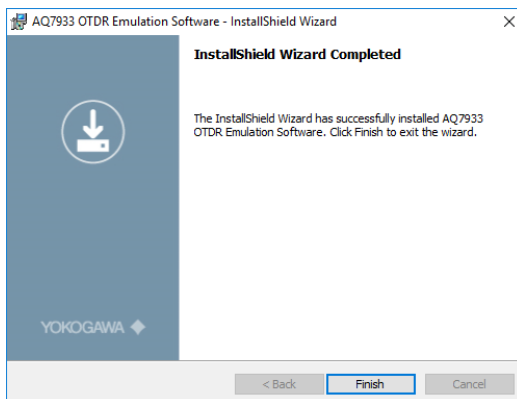 AQ7933 OTDR Emulation Software - InstallShield Wizard
InstallShield Wizard Completed
The InstallShield Wizard has successfully installed AQ7933
OTDR Emulation Software. Click Finish to exit the wizard.
YOKOGAWA
< Back
Finish
Cancel